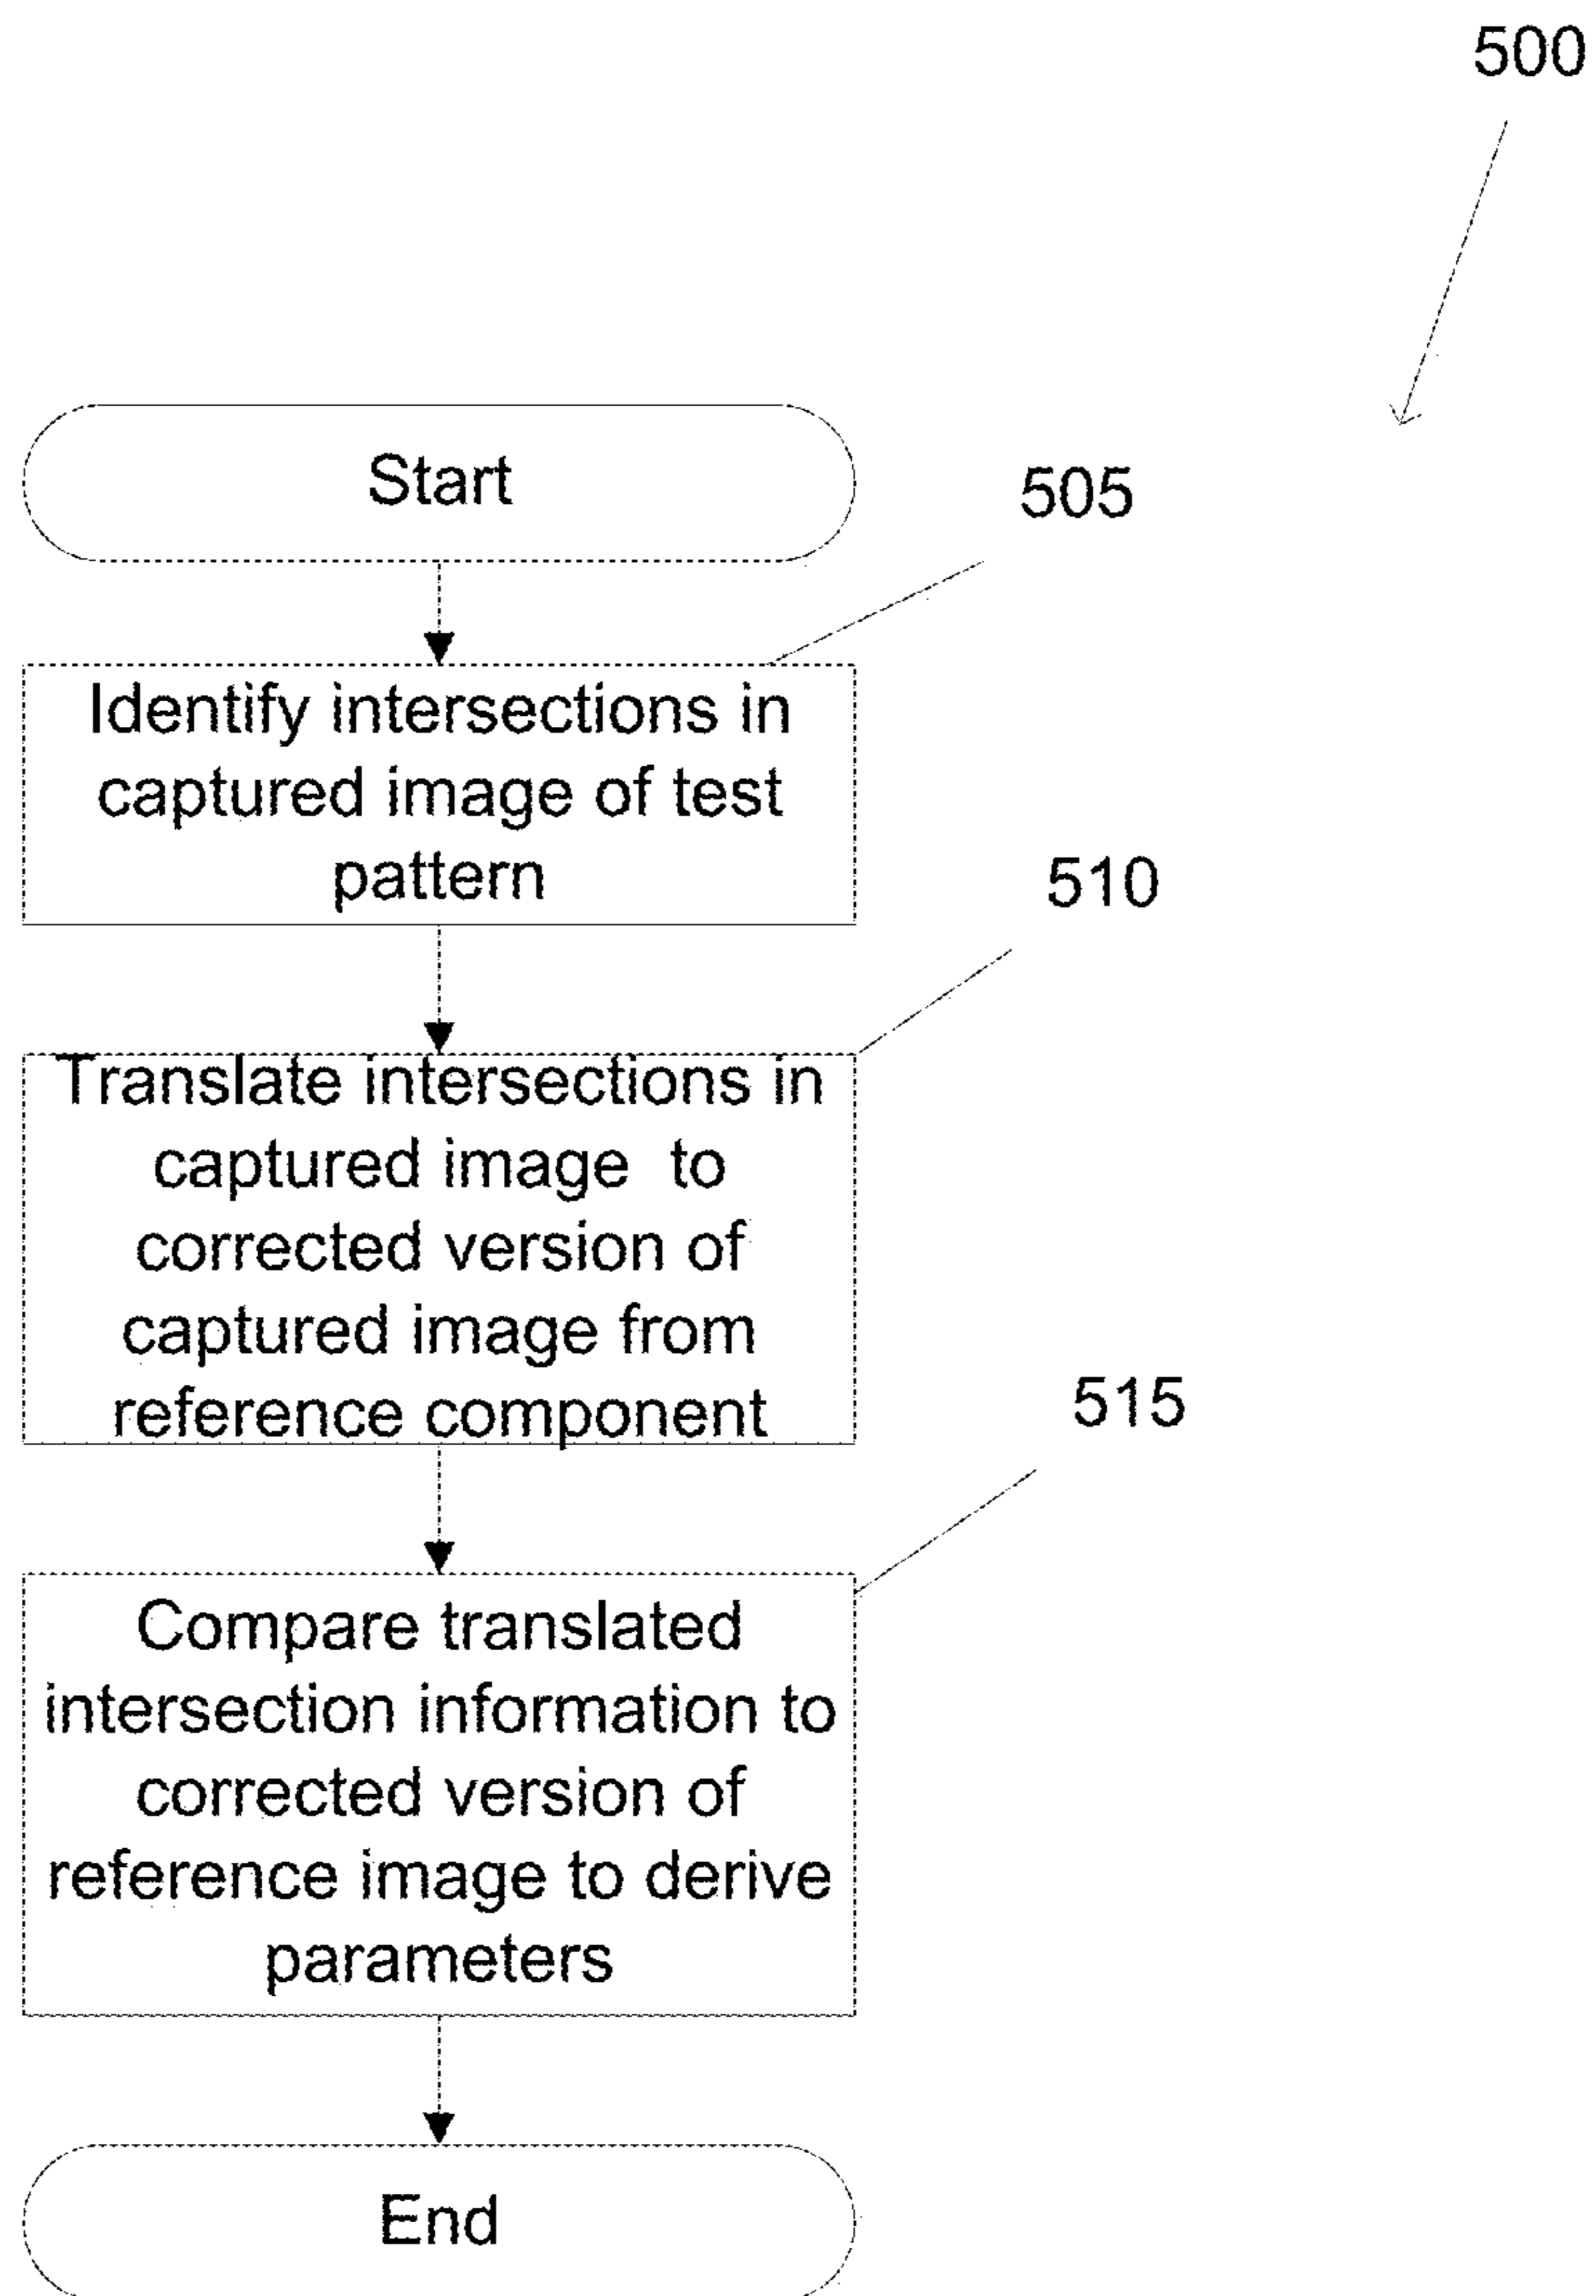 500
Start
505
Identify intersections in
captured image of test
pattern
510
Translate intersections in
captured image to
corrected version of
captured image from
reference component
515
Compare translated
intersection information to
corrected version of
reference image to derive
parameters
End